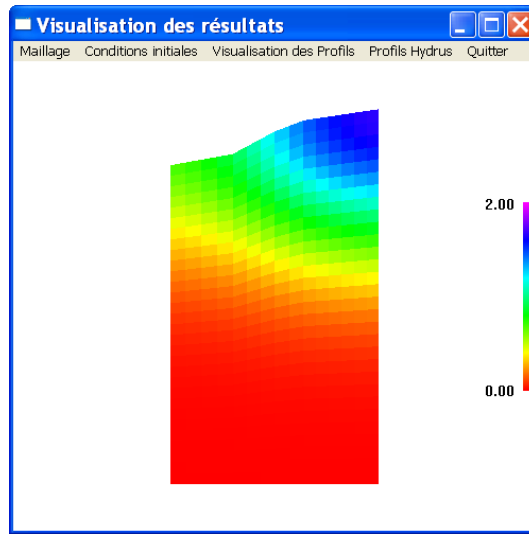 Visualisation des résultats
Maillage Conditions initiales Visualisation des Profils Profils Hydrus Quitter
2.00
0.00